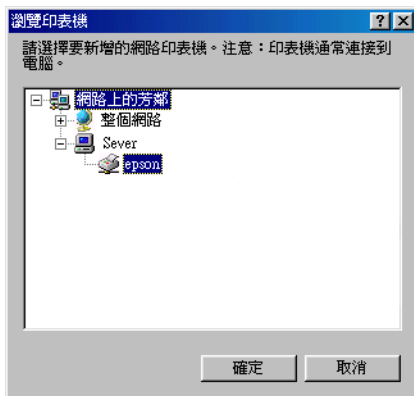 瀏覽印表機
請選擇要新增的網路印表機。注意：印表機通常連接到
電腦。
網路上的芳鄰
整個網路
Sever
epson
確定
取消